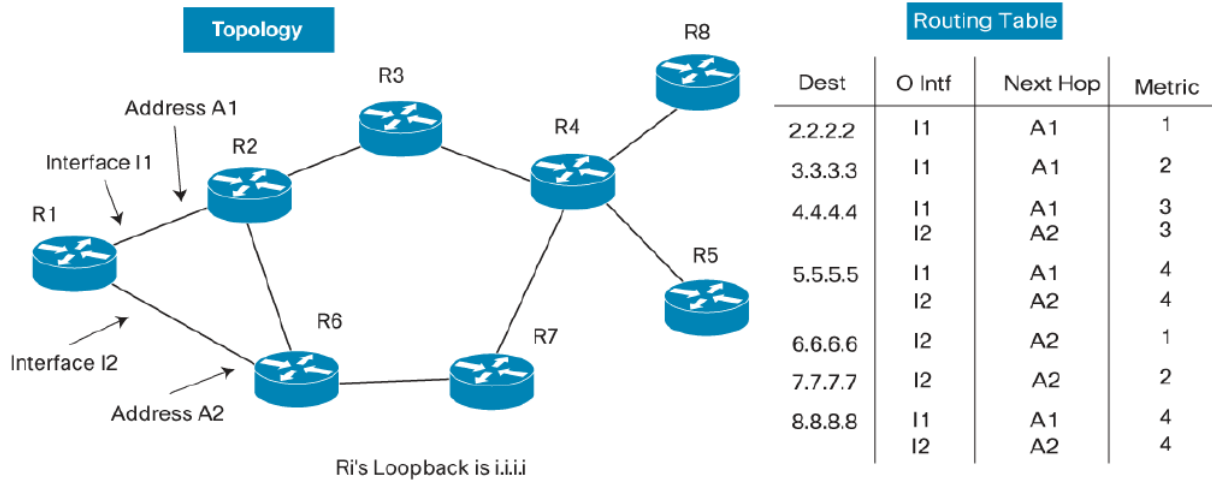 Topology
Routing Table
R8
R3
Address A1
R4
R2
Interface I1
R1
R5
R6
R7
Interface I2
Address A2
Ri's Loopback is i.i.i.i
Dest O Intf Next Hop Metric
2.2.2.2 I1 A1 1
3.3.3.3 I1 A1 2
4.4.4.4 I1 A1 3
I2 A2 3
5.5.5.5 I1 A1 4
I2 A2 4
6.6.6.6 I2 A2 1
7.7.7.7 I2 A2 2
8.8.8.8 I1 A1 4
I2 A2 4